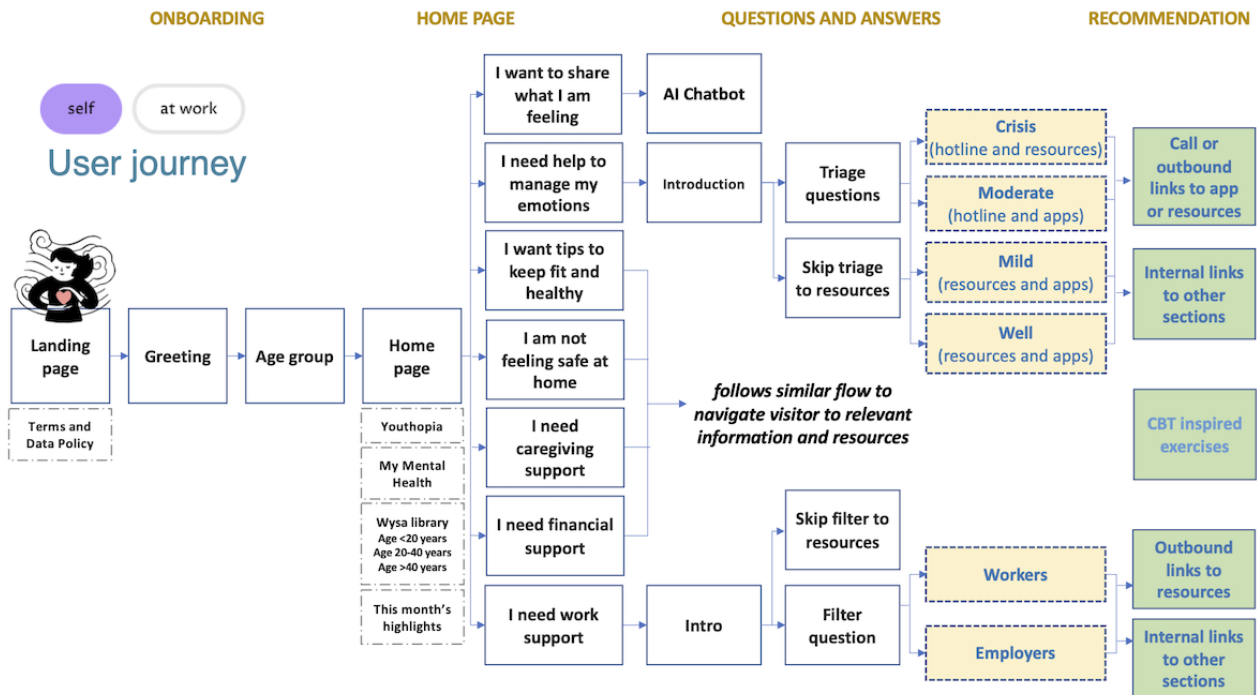 ONBOARDING
HOME PAGE
QUESTIONS AND ANSWERS
RECOMMENDATION
self
at work
User journey
Landing
page
Terms and
Data Policy
Greeting
Age group
Home
page
Youthopia
My Mental
Health
Wysa library
Age <20 years
Age 20-40 years
Age >40 years
This month's
highlights
I want to share
what I am
feeling
I need help to
manage my
emotions
I want tips to
keep fit and
healthy
I am not
feeling safe at
home
I need
caregiving
support
I need financial
support
I need work
support
AI Chatbot
Introduction
Triage
questions
Skip triage
to resources
follows similar flow to
navigate visitor to relevant
information and resources
Intro
Skip filter to
resources
Filter
question
Crisis
(hotline and resources)
Moderate
(hotline and apps)
Mild
(resources and apps)
Well
(resources and apps)
Workers
Employers
Call or
outbound
links to app
or resources
Internal links
to other
sections
CBT inspired
exercises
Outbound
links to
resources
Internal links
to other
sections